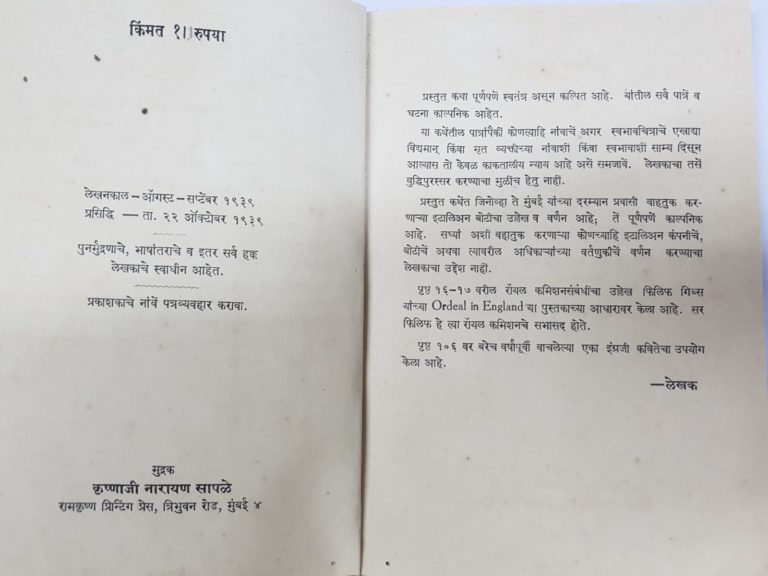 किंमत १।। रुपया
लेखनकाल – ऑगस्ट – सप्टेंबर १९३९
प्रसिद्धि — ता. २२ ऑक्टोबर १९३९
पुनर्मुद्रणाचे, भाषांतराचे व इतर सर्व हक्क
लेखकाचे स्वाधीन आहेत.
प्रकाशकाचे नांवें पत्रव्यवहार करावा.
मुद्रक
कृष्णाजी नारायण सापळे
रामकृष्ण प्रिन्टिंग प्रेस, त्रिभुवन रोड, मुंबई ४
प्रस्तुत कथा पूर्णपणें स्वतंत्र असून कल्पित आहे. यांतील सर्व पात्रें व
घटना काल्पनिक आहेत.
या कथेंतील पात्रांपैकी कोणत्याहि नांवाचें अगर स्वभावचित्राचें एखाद्या
विद्यमान् किंवा मृत व्यक्तीच्या नांवाशी किंवा स्वभावाशी साम्य दिसून
आल्यास तो केवळ काकतालीय न्याय आहे असें समजावें. लेखकाचा तसें
बुद्धिपुरस्सर करण्याचा मुळींच हेतु नाही.
प्रस्तुत कथेंत जिनोव्हा ते मुंबई यांच्या दरम्यान प्रवासी वाहतुक कर-
णाऱ्या इटालिअन बोटीचा उल्लेख व वर्णन आहे; तें पूर्णपणें काल्पनिक
आहे. सध्यां अशी वहातुक करणाऱ्या कोणच्याहि इटालिअन कंपनीचे,
बोटीचें अथवा त्यावरील अधिकाऱ्यांच्या वर्तणुकीचें वर्णन करण्याचा
लेखकाचा उद्देश नाही.
पृष्ठ १६–१७ वरील रॉयल कमिशनसंबंधींचा उल्लेख फिलिफ गिब्स
यांच्या Ordeal in England या पुस्तकाच्या आधारावर केला आहे. सर
फिलिफ हे त्या रॉयल कमिशनचे सभासद होते.
पृष्ठ १०६ वर बरेच वर्षांपूर्वी वाचलेल्या एका इंग्रजी कवितेचा उपयोग
केला आहे.
—लेखक